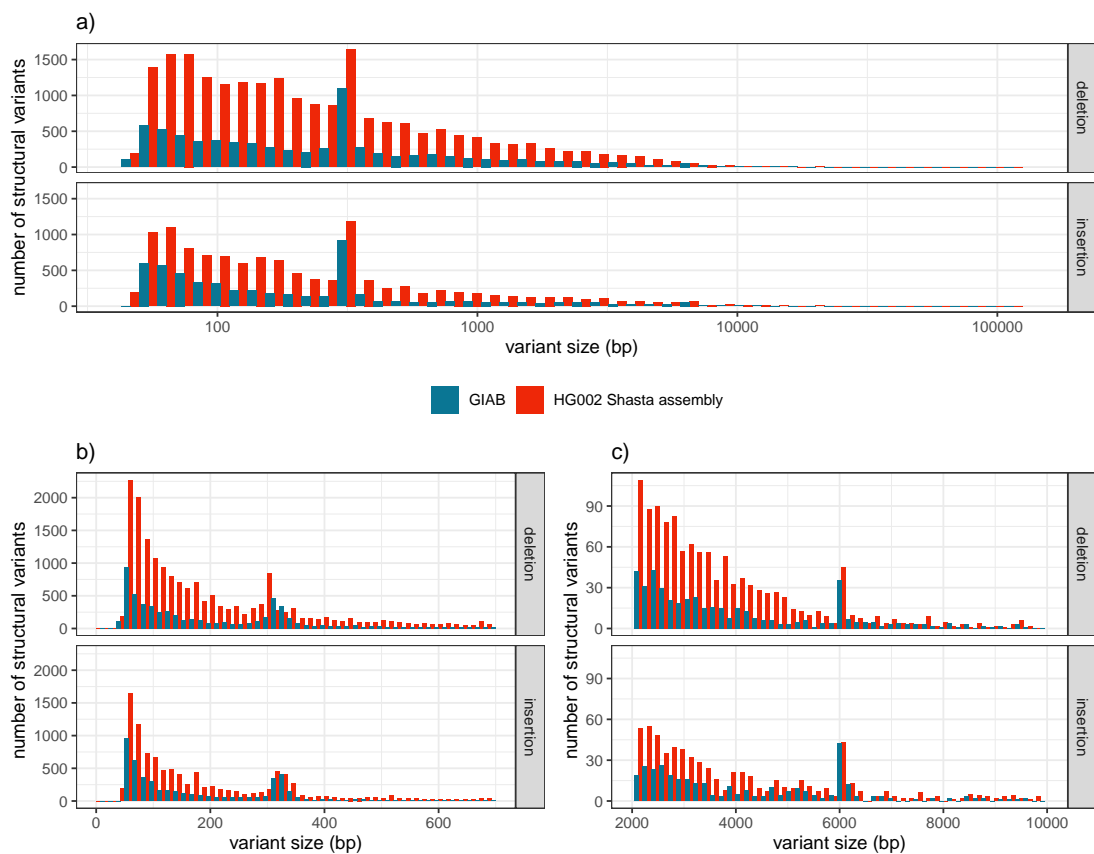 a)
number of structural variants
1500
1000
500
0
deletion
1500
1000
500
0
insertion
100
1000
10000
100000
variant size (bp)
GIAB
HG002 Shasta assembly
b)
number of structural variants
2000
1500
1000
500
0
deletion
2000
1500
1000
500
0
insertion
0
200
400
600
variant size (bp)
c)
number of structural variants
90
60
30
0
deletion
90
60
30
0
insertion
2000
4000
6000
8000
10000
variant size (bp)